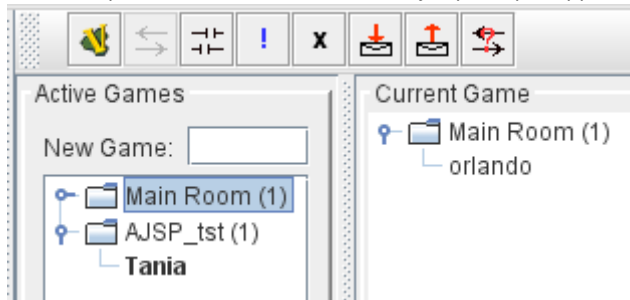 ! x ?
Active Games
New Game:
Main Room (1)
AJSP_tst (1)
Tania
Current Game
Main Room (1)
orlando